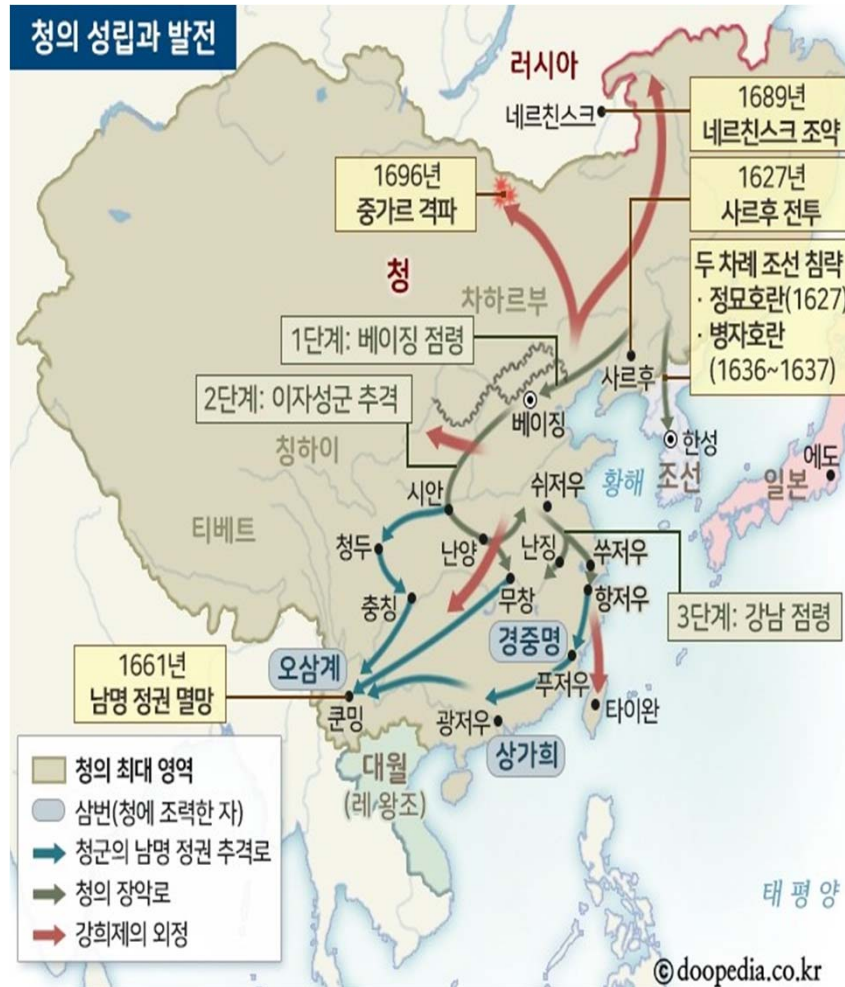 청의 성립과 발전
러시아
네르친스크
1689년
네르친스크 조약
1696년
중가르 격파
1627년
사르후 전투
청
차하르부
두 차례 조선 침략
· 정묘호란(1627)
· 병자호란
(1636~1637)
1단계: 베이징 점령
사르후
2단계: 이자성군 추격
베이징
한성
칭하이
에도
시안
쉬저우
황해
조선
일본
티베트
청두
난양
난징
쑤저우
충칭
무창
항저우
3단계: 강남 점령
경중명
오삼계
1661년
남명 정권 멸망
푸저우
쿤밍
광저우
타이완
상가희
대월
(레 왕조)
청의 최대 영역
삼번(청에 조력한 자)
청군의 남명 정권 추격로
청의 장악로
강희제의 외정
태평양
ⓒdoopedia.co.kr